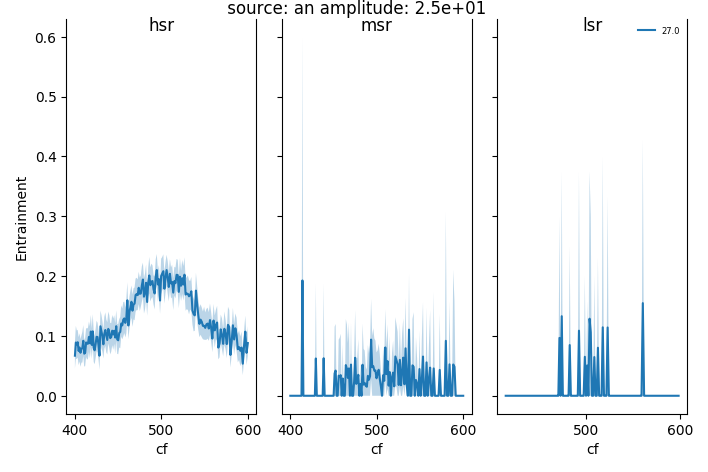 source: an amplitude: 2.5e+01
hsr
msr
lsr
27.0
Entrainment
0.6
0.5
0.4
0.3
0.2
0.1
0.0
400 500 600
400 500 600
500 600
cf
cf
cf